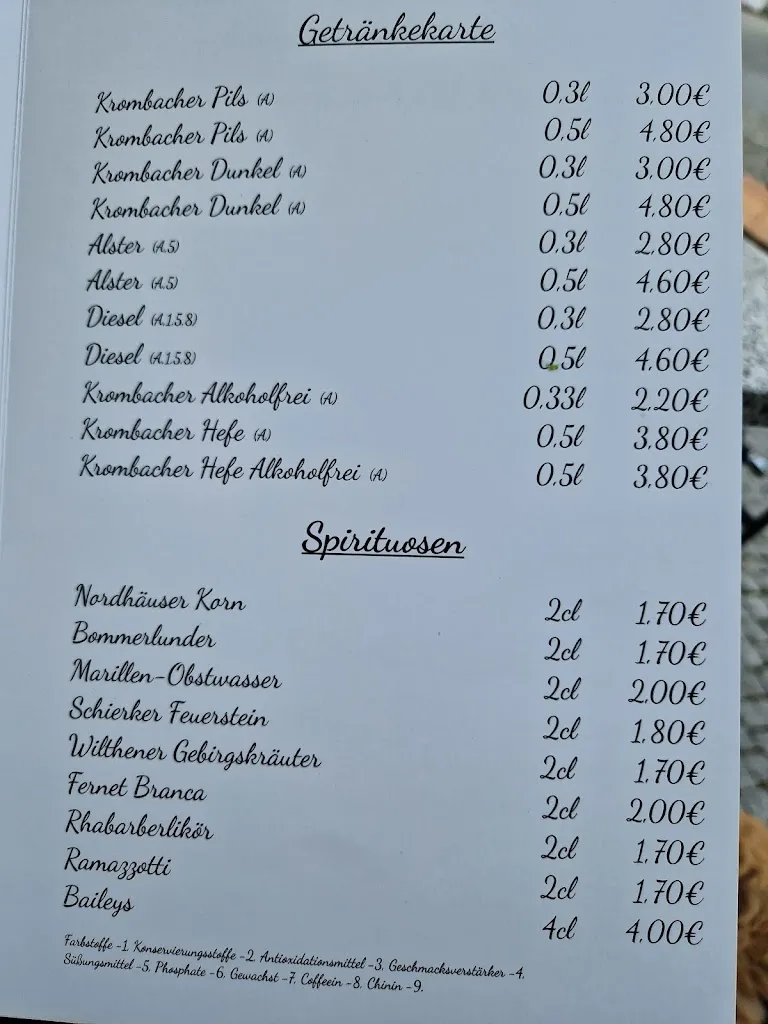 Getränkekarte
Krombacher Pils (A) 0,3l 3,00€
Krombacher Pils (A) 0,5l 4,80€
Krombacher Dunkel (A) 0,3l 3,00€
Krombacher Dunkel (A) 0,5l 4,80€
Alster (A,5) 0,3l 2,80€
Alster (A,5) 0,5l 4,60€
Diesel (A,1,5,8) 0,3l 2,80€
Diesel (A,1,5,8) 0,5l 4,60€
Krombacher Alkoholfrei (A) 0,33l 2,20€
Krombacher Hefe (A) 0,5l 3,80€
Krombacher Hefe Alkoholfrei (A) 0,5l 3,80€
Spirituosen
Nordhäuser Korn 2cl 1,70€
Bommerlunder 2cl 1,70€
Marillen-Obstwasser 2cl 2,00€
Schierker Feuerstein 2cl 1,80€
Wilthener Gebirgskräuter 2cl 1,70€
Fernet Branca 2cl 2,00€
Rhabarberlikör 2cl 1,70€
Ramazzotti 2cl 1,70€
Baileys 4cl 4,00€
Farbstoffe -1, Konservierungsstoffe -2, Antioxidationsmittel -3, Geschmacksverstärker -4,
Süßungsmittel -5, Phosphate -6, Gewachst -7, Coffeein -8, Chinin -9,